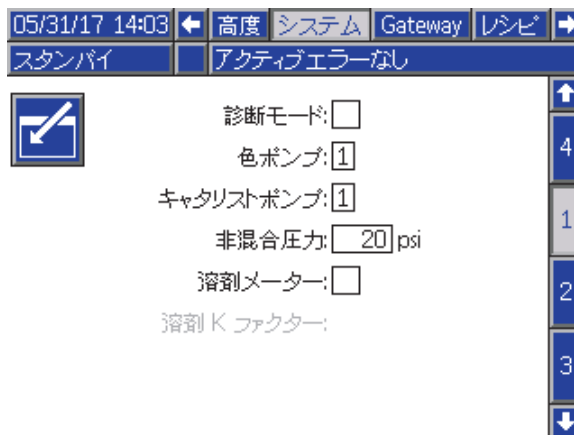 05/31/17 14:03 高度 システム Gateway レシピ
スタンバイ アクティブエラーなし
診断モード:
色ポンプ: 1
キャタリストポンプ: 1
非混合圧力: 20 psi
溶剤メーター:
溶剤 K ファクター:
4
1
2
3